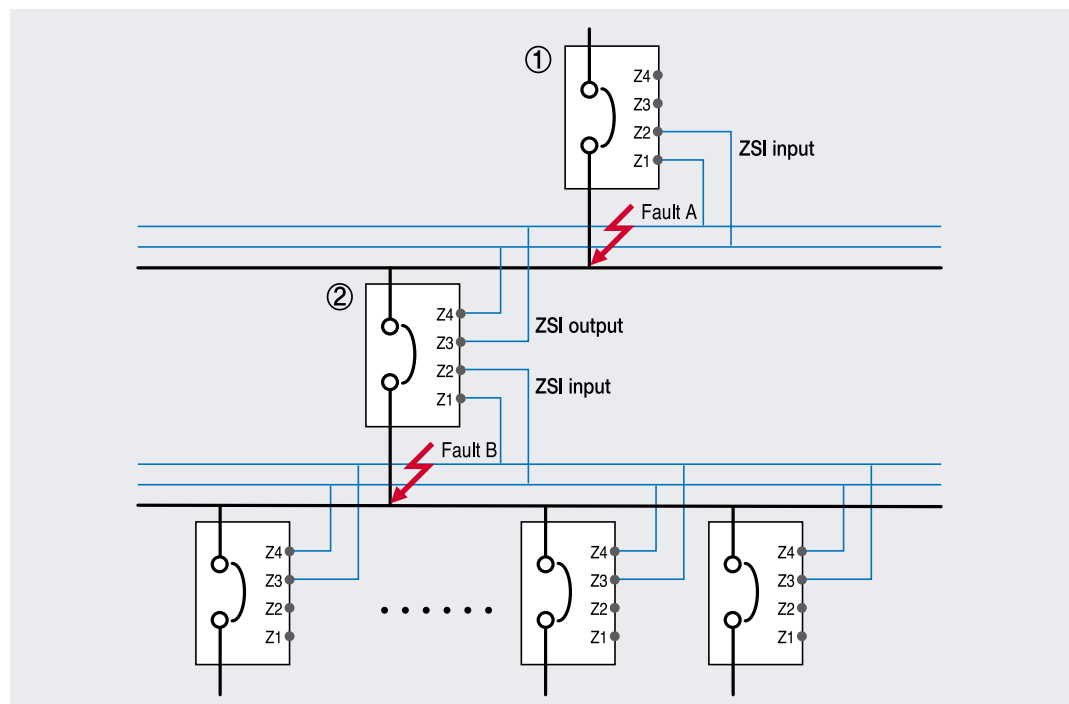 ①
Z4
Z3
Z2
Z1
ZSI input
Fault A
②
Z4
Z3
Z2
Z1
ZSI output
ZSI input
Fault B
Z4
Z3
Z2
Z1
Z4
Z3
Z2
Z1
Z4
Z3
Z2
Z1